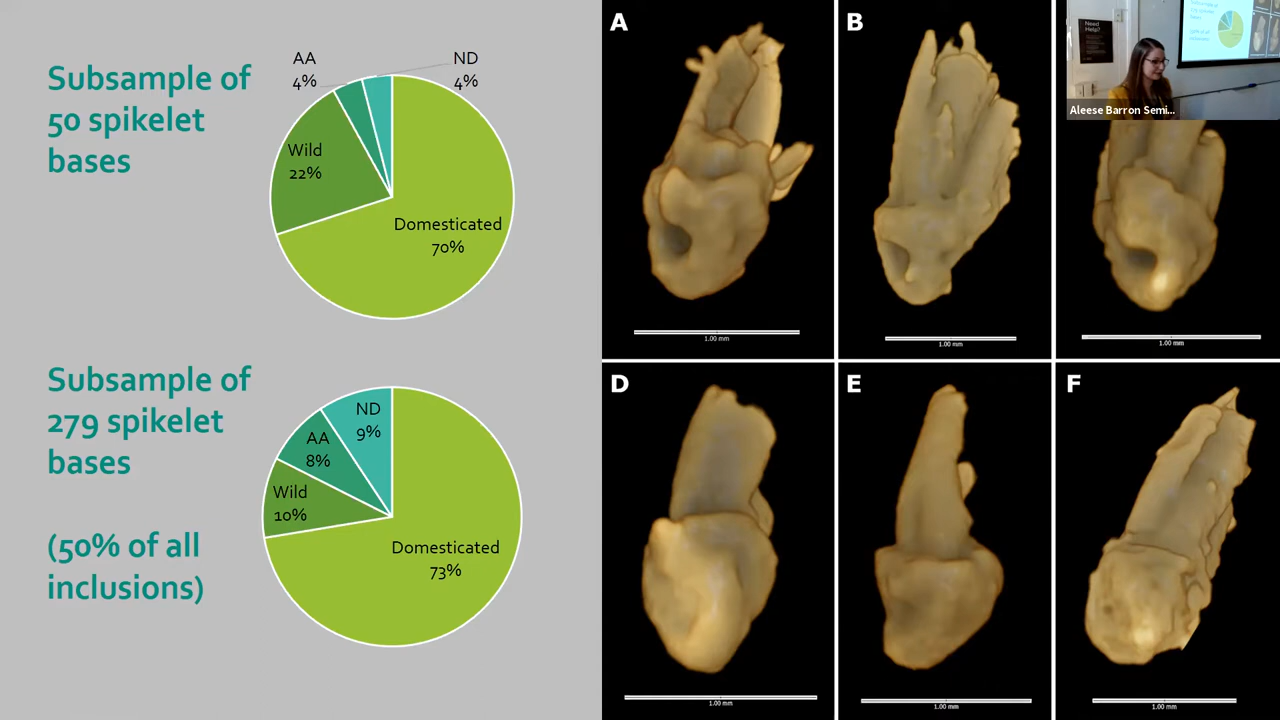 Subsample of
50 spikelet
bases
AA
4%
ND
4%
Wild
22%
Domesticated
70%
Subsample of
279 spikelet
bases
(50% of all
inclusions)
ND
9%
AA
8%
Wild
10%
Domesticated
73%
A
1.00 mm
B
1.00 mm
1.00 mm
D
1.00 mm
E
1.00 mm
F
1.00 mm
Need
Help?
Aleese Barron Semi...